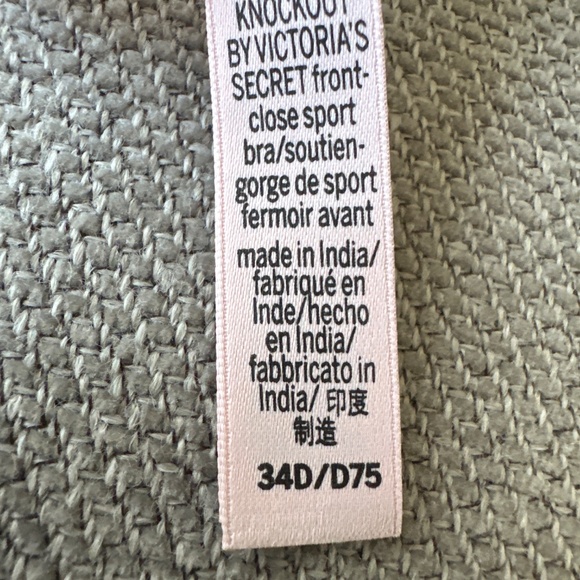 KNOCKOUT
BY VICTORIA'S
SECRET front-
close sport
bra/soutien-
gorge de sport
fermoir avant
made in India/
fabriqué en
Inde/hecho
en India/
fabbricato in
India/ 印度
制造
34D/D75